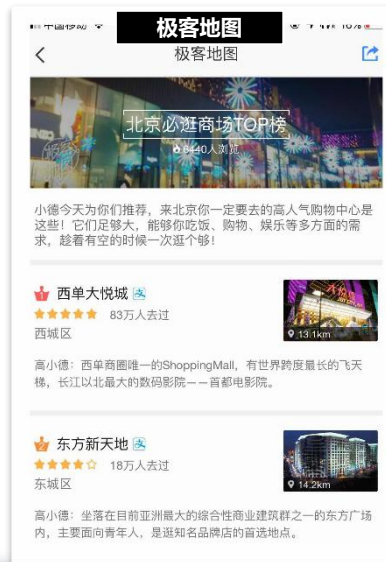 极客地图
中国移动
极客地图
北京必逛商场TOP榜
6440人浏览
小德今天为你们推荐，来北京你一定要去的高人气购物中心是
这些！它们足够大，能够你吃饭、购物、娱乐等多方面的需
求，趁着有空的时候一次逛个够！
1 西单大悦城
83万人去过
西城区
13.1km
高小德：西单商圈唯一的ShoppingMall，有世界跨度最长的飞天
梯，长江以北最大的数码影院——首都电影院。
2 东方新天地
18万人去过
东城区
14.2km
高小德：坐落在目前亚洲最大的综合性商业建筑群之一的东方广场
内，主要面向青年人，是逛知名品牌店的首选地点。